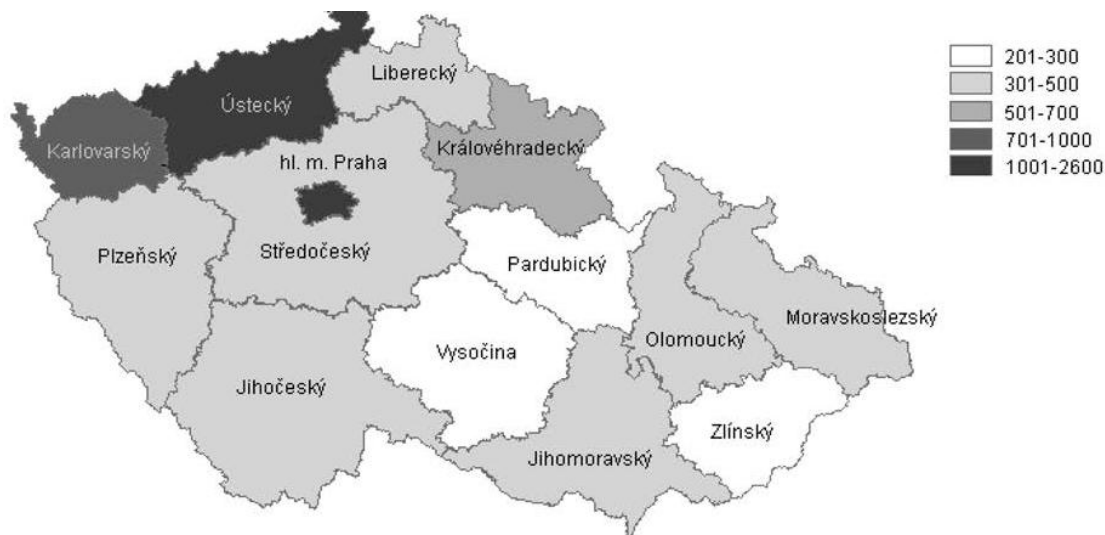 Liberecký
Ústecký
Karlovarský
Královéhradecký
hl. m. Praha
Plzeňský
Středočeský
Pardubický
Moravskoslezský
Olomoucký
Vysočina
Jihočeský
Zlínský
Jihomoravský
201-300
301-500
501-700
701-1000
1001-2600